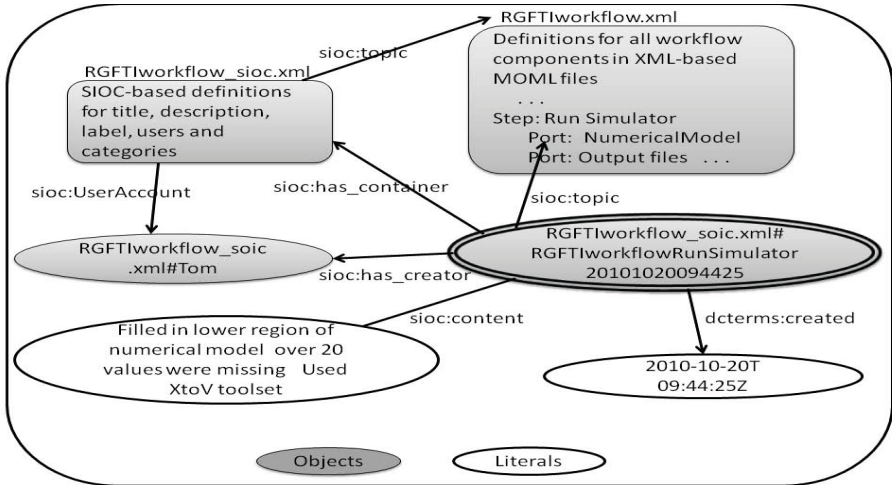 RGFTIworkflow.xml
sioc:topic
RGFTIworkflow_sioc.xml
Definitions for all workflow
components in XML-based
MOML files
. . .
Step: Run Simulator
Port: NumericalModel
Port: Output files . . .
SIOC-based definitions
for title, description,
label, users and
categories
sioc:UserAccount
sioc:has_container
sioc:topic
RGFTIworkflow_soic
.xml#Tom
sioc:has_creator
RGFTIworkflow_soic.xml#
RGFTIworkflowRunSimulator
20101020094425
sioc:content
dcterms:created
Filled in lower region of
numerical model over 20
values were missing Used
XtoV toolset
2010-10-20T
09:44:25Z
Objects
Literals